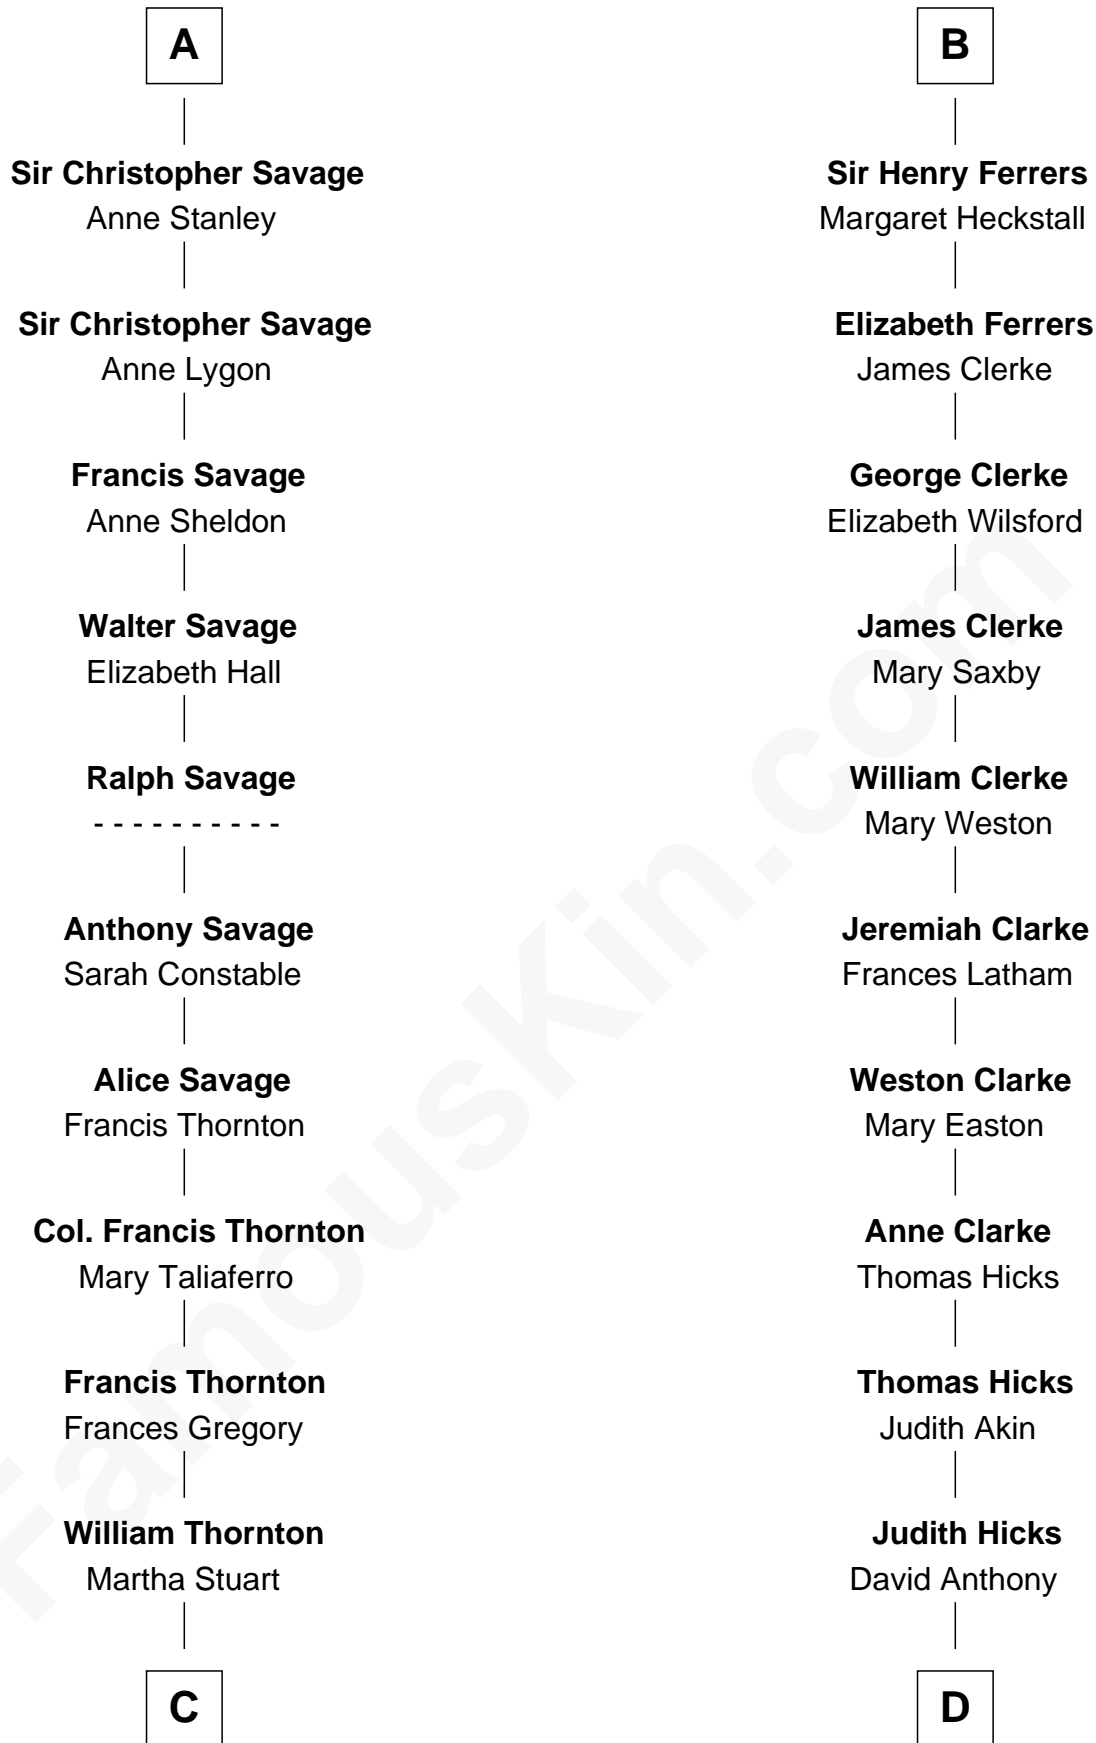 A
Sir Christopher Savage
Anne Stanley
Sir Christopher Savage
Anne Lygon
Francis Savage
Anne Sheldon
Walter Savage
Elizabeth Hall
Ralph Savage
- - - - - - - - - -
Anthony Savage
Sarah Constable
Alice Savage
Francis Thornton
Col. Francis Thornton
Mary Taliaferro
Francis Thornton
Frances Gregory
William Thornton
Martha Stuart
C
B
Sir Henry Ferrers
Margaret Heckstall
Elizabeth Ferrers
James Clerke
George Clerke
Elizabeth Wilsford
James Clerke
Mary Saxby
William Clerke
Mary Weston
Jeremiah Clarke
Frances Latham
Weston Clarke
Mary Easton
Anne Clarke
Thomas Hicks
Thomas Hicks
Judith Akin
Judith Hicks
David Anthony
D
FamousKin.com